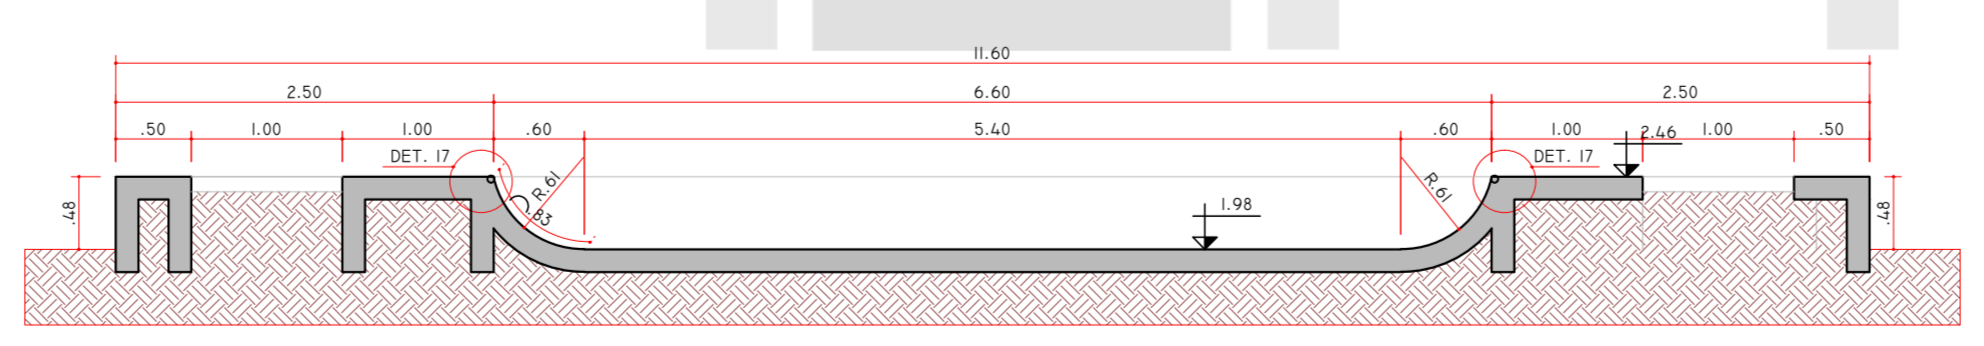 11.60
2.50 6.60 2.50
.50 1.00 1.00 .60 5.40 .60 1.00 2.46 1.00 .50
DET. 17 DET. 17
R.61 R.61
.83
.48 1.98 .48